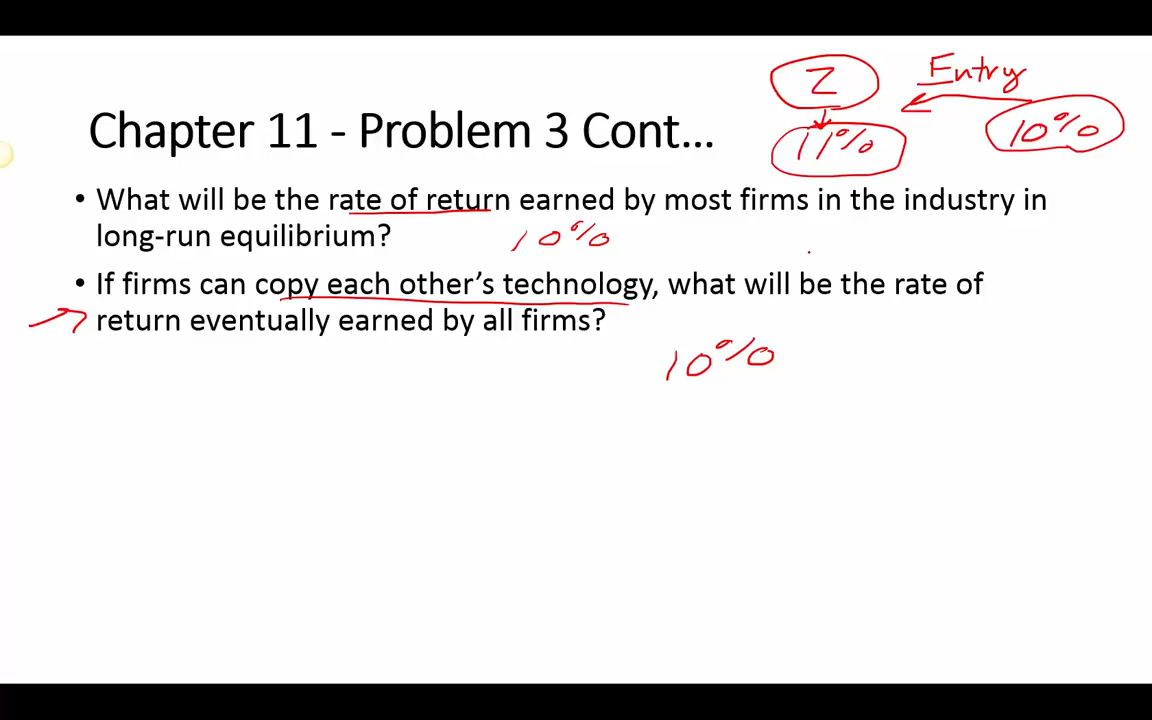 Z
Entry
11%
10%
Chapter 11 - Problem 3 Cont...
• What will be the rate of return earned by most firms in the industry in
long-run equilibrium?
10%
• If firms can copy each other's technology, what will be the rate of
return eventually earned by all firms?
10%